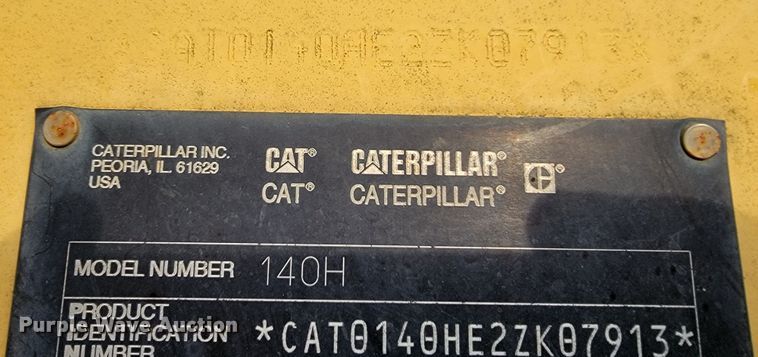 *CAT0140HE2ZK07913*
CATERPILLAR INC.
PEORIA, IL. 61629
USA
CAT® CATERPILLAR® ®
CAT® CATERPILLAR®
MODEL NUMBER 140H
PRODUCT
IDENTIFICATION
NUMBER
*CAT0140HE2ZK07913*
Purple Wave Auction